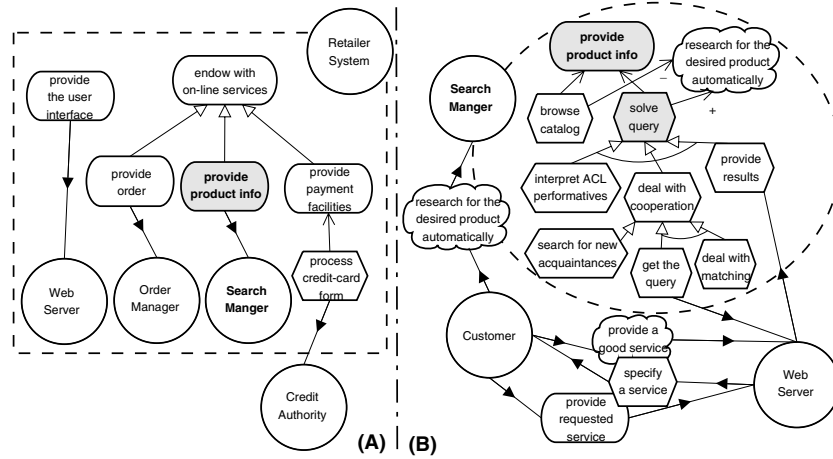 Retailer
System
endow with
on-line services
provide
the user
interface
provide
order
provide
product info
provide
payment
facilities
process
credit-card
form
Web
Server
Order
Manager
Search
Manger
Credit
Authority
(A)
provide
product info
research for the
desired product
automatically
Search
Manger
browse
catalog
–
solve
query
+
interpret ACL
performatives
provide
results
deal with
cooperation
research for the
desired product
automatically
search for new
acquaintances
get the
query
deal with
matching
Customer
provide a
good service
specify
a service
Web
Server
provide
requested
service
(B)